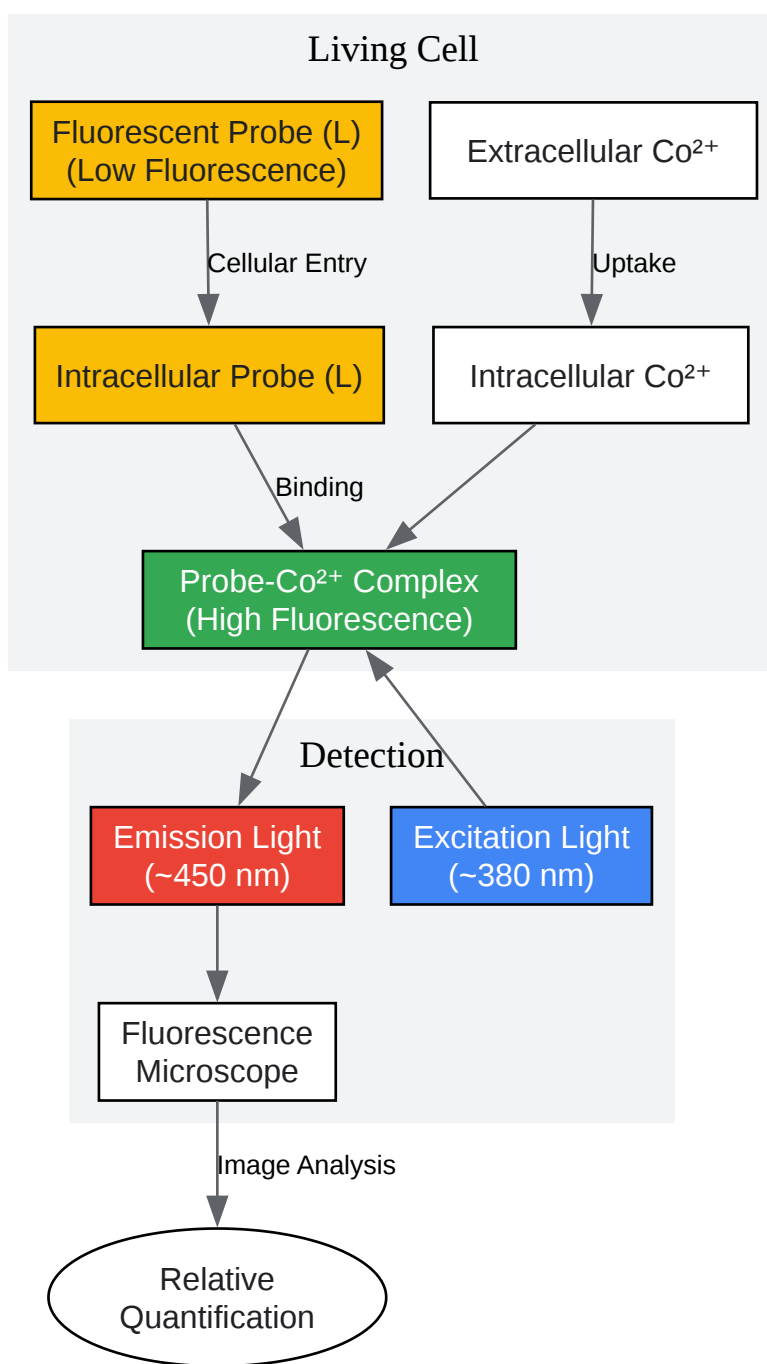 Living Cell
Fluorescent Probe (L)
(Low Fluorescence)
Extracellular Co²⁺
Cellular Entry
Uptake
Intracellular Probe (L)
Intracellular Co²⁺
Binding
Probe-Co²⁺ Complex
(High Fluorescence)
Detection
Emission Light
(~450 nm)
Excitation Light
(~380 nm)
Fluorescence
Microscope
Image Analysis
Relative
Quantification